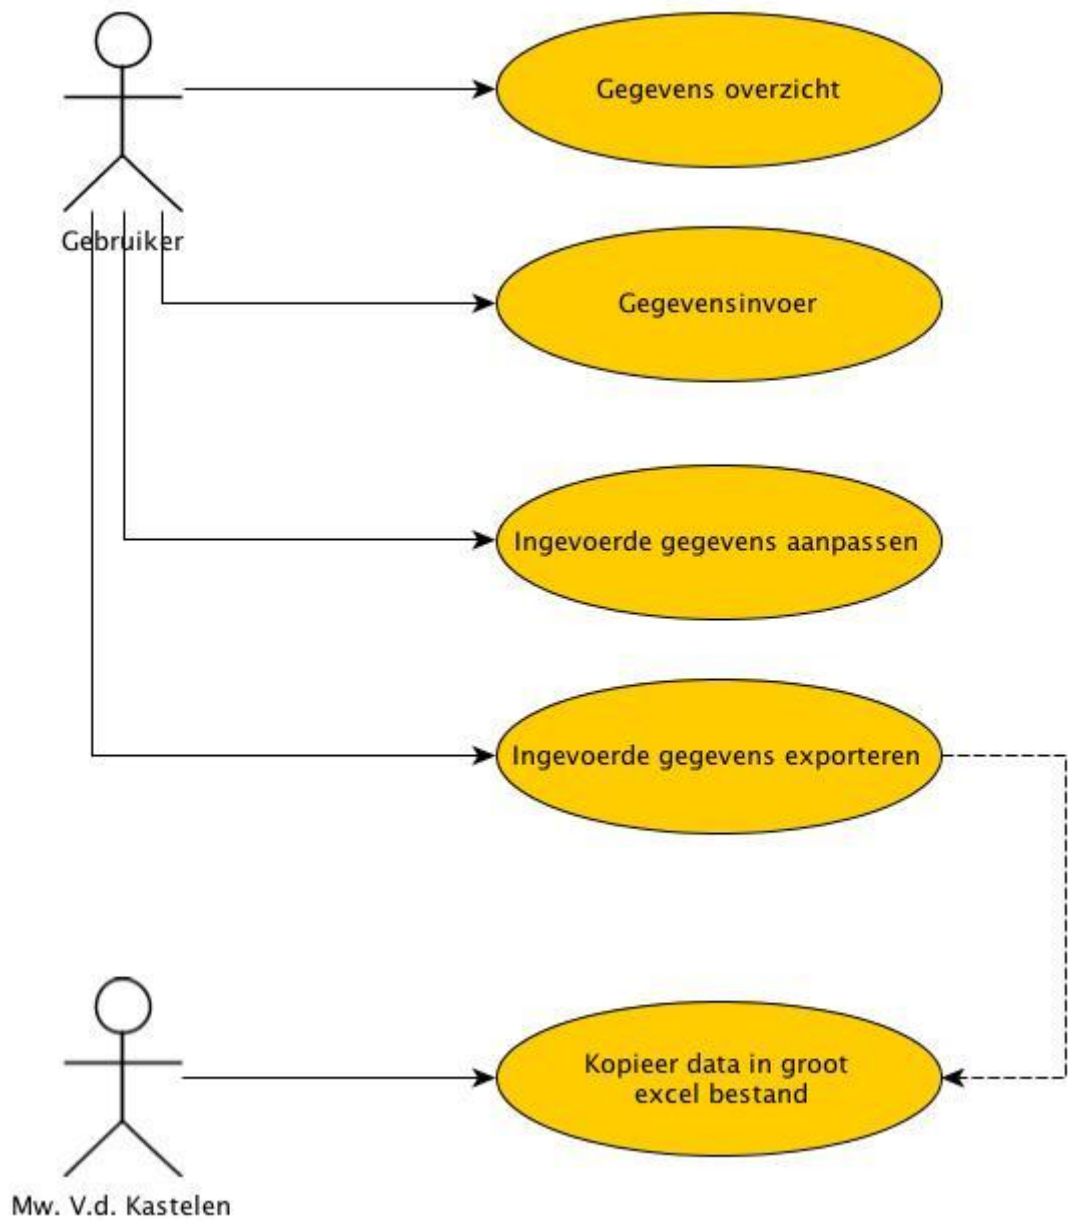 Gegevens overzicht
Gebruiker
Gegevensinvoer
Ingevoerde gegevens aanpassen
Ingevoerde gegevens exporteren
Kopieer data in groot
excel bestand
Mw. V.d. Kastelen